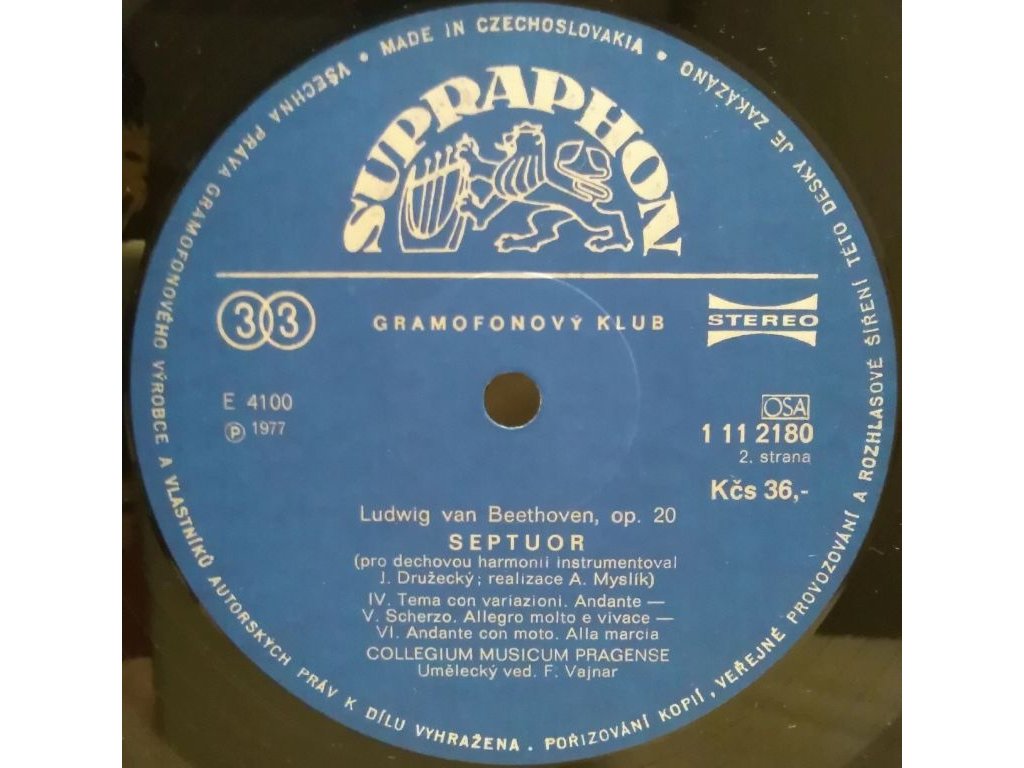 MADE IN CZECHOSLOVAKIA • VŠECHNA PRÁVA GRAMOFONOVÉHO VÝROBCE A VLASTNÍKŮ AUTORSKÝCH PRÁV K DÍLU VYHRAŽENA. POŘIZOVÁNÍ KOPIÍ, VEŘEJNÉ PROVOZOVÁNÍ A ROZHLASOVÉ ŠÍŘENÍ TÉTO DESKY JE ZAKÁZÁNO •
SUPRAPHON
33
GRAMOFONOVÝ KLUB
STEREO
E 4100
℗ 1977
OSA
1 11 2180
2. strana
Kčs 36,-
Ludwig van Beethoven, op. 20
SEPTUOR
(pro dechovou harmonii instrumentoval
J. Družecký; realizace A. Myslík)
IV. Tema con variazioni. Andante —
V. Scherzo. Allegro molto e vivace —
VI. Andante con moto. Alla marcia
COLLEGIUM MUSICUM PRAGENSE
Umělecký ved. F. Vajnar